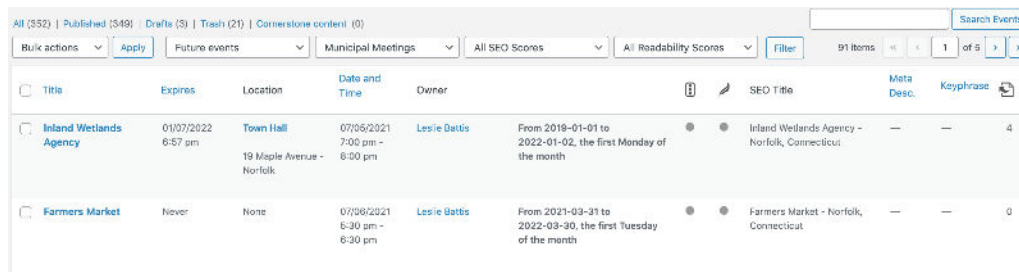 All (352) | Published (349) | Drafts (3) | Trash (21) | Cornerstone content (0)
Search Events
Bulk actions Apply Future events Municipal Meetings All SEO Scores All Readability Scores Filter 91 items « ‹ 1 of 5 ›
Title Expires Location Date and Time Owner SEO Title Meta Desc. Keyphrase
Inland Wetlands Agency
01/07/2022
6:57 pm
Town Hall
19 Maple Avenue -
Norfolk
07/05/2021
7:00 pm -
8:00 pm
Leslie Battis
From 2019-01-01 to
2022-01-02, the first Monday of
the month
Inland Wetlands Agency -
Norfolk, Connecticut
— — 4
Farmers Market
Never
None
07/06/2021
5:30 pm -
6:30 pm
Leslie Battis
From 2021-03-31 to
2022-03-30, the first Tuesday
of the month
Farmers Market - Norfolk,
Connecticut
— — 0